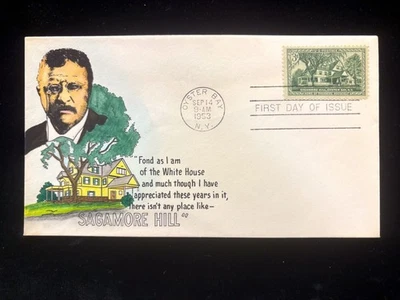 OYSTER BAY
SEP 14
9-AM
1953
N.Y.
FIRST DAY OF ISSUE
"Fond as I am
of the White House
and much though I have
appreciated these years in it,
there isn't any place like—
SAGAMORE HILL"